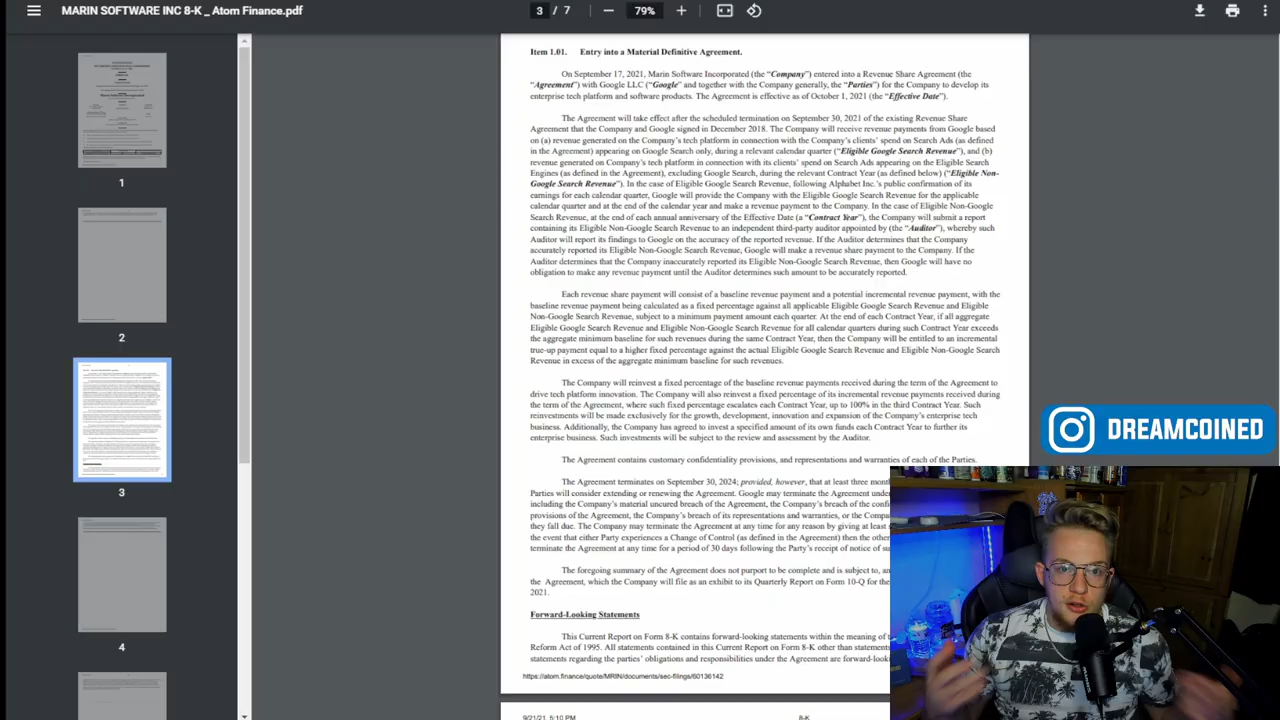 MARIN SOFTWARE INC 8-K _ Atom Finance.pdf
3 / 7
79%
1
2
3
4
Item 1.01. Entry into a Material Definitive Agreement.
On September 17, 2021, Marin Software Incorporated (the “Company”) entered into a Revenue Share Agreement (the
“Agreement”) with Google LLC (“Google” and together with the Company generally, the “Parties”) for the Company to develop its
enterprise tech platform and software products. The Agreement is effective as of October 1, 2021 (the “Effective Date”).
The Agreement will take effect after the scheduled termination on September 30, 2021 of the existing Revenue Share
Agreement that the Company and Google signed in December 2018. The Company will receive revenue payments from Google based
on (a) revenue generated on the Company’s tech platform in connection with the Company’s clients’ spend on Search Ads (as defined
in the Agreement) appearing on Google Search only, during a relevant calendar quarter (“Eligible Google Search Revenue”), and (b)
revenue generated on Company’s tech platform in connection with its clients’ spend on Search Ads appearing on the Eligible Search
Engines (as defined in the Agreement), excluding Google Search, during the relevant Contract Year (as defined below) (“Eligible Non-
Google Search Revenue”). In the case of Eligible Google Search Revenue, following Alphabet Inc.’s public confirmation of its
earnings for each calendar quarter, Google will provide the Company with the Eligible Google Search Revenue for the applicable
calendar quarter and at the end of the calendar year and make a revenue payment to the Company. In the case of Eligible Non-Google
Search Revenue, at the end of each annual anniversary of the Effective Date (a “Contract Year”), the Company will submit a report
containing its Eligible Non-Google Search Revenue to an independent third-party auditor appointed by (the “Auditor”), whereby such
Auditor will report its findings to Google on the accuracy of the reported revenue. If the Auditor determines that the Company
accurately reported its Eligible Non-Google Search Revenue, Google will make a revenue share payment to the Company. If the
Auditor determines that the Company inaccurately reported its Eligible Non-Google Search Revenue, then Google will have no
obligation to make any revenue payment until the Auditor determines such amount to be accurately reported.
Each revenue share payment will consist of a baseline revenue payment and a potential incremental revenue payment, with the
baseline revenue payment being calculated as a fixed percentage against all applicable Eligible Google Search Revenue and Eligible
Non-Google Search Revenue, subject to a minimum payment amount each quarter. At the end of each Contract Year, if all aggregate
Eligible Google Search Revenue and Eligible Non-Google Search Revenue for all calendar quarters during such Contract Year exceeds
the aggregate minimum baseline for such revenues during the same Contract Year, then the Company will be entitled to an incremental
true-up payment equal to a higher fixed percentage against the actual Eligible Google Search Revenue and Eligible Non-Google Search
Revenue in excess of the aggregate minimum baseline for such revenues.
The Company will reinvest a fixed percentage of the baseline revenue payments received during the term of the Agreement to
drive tech platform innovation. The Company will also reinvest a fixed percentage of its incremental revenue payments received during
the term of the Agreement, where such fixed percentage escalates each Contract Year, up to 100% in the third Contract Year. Such
reinvestments will be made exclusively for the growth, development, innovation and expansion of the Company’s enterprise tech
business. Additionally, the Company has agreed to invest a specified amount of its own funds each Contract Year to further its
enterprise business. Such investments will be subject to the review and assessment by the Auditor.
The Agreement contains customary confidentiality provisions, and representations and warranties of each of the Parties.
The Agreement terminates on September 30, 2024; provided, however, that at least three mont
Parties will consider extending or renewing the Agreement. Google may terminate the Agreement unde
including the Company’s material uncured breach of the Agreement, the Company’s breach of the confi
provisions of the Agreement, the Company’s breach of its representations and warranties, or the Compa
they fall due. The Company may terminate the Agreement at any time for any reason by giving at least
the event that either Party experiences a Change of Control (as defined in the Agreement) then the othe
terminate the Agreement at any time for a period of 30 days following the Party’s receipt of notice of su
The foregoing summary of the Agreement does not purport to be complete and is subject to, an
the Agreement, which the Company will file as an exhibit to its Quarterly Report on Form 10-Q for the
2021.
Forward-Looking Statements
This Current Report on Form 8-K contains forward-looking statements within the meaning of t
Reform Act of 1995. All statements contained in this Current Report on Form 8-K other than statements
statements regarding the parties’ obligations and responsibilities under the Agreement are forward-looki
https://atom.finance/quote/MRIN/documents/sec-filings/60136142
9/21/21, 5:10 PM 8-K
DREAMCOINED